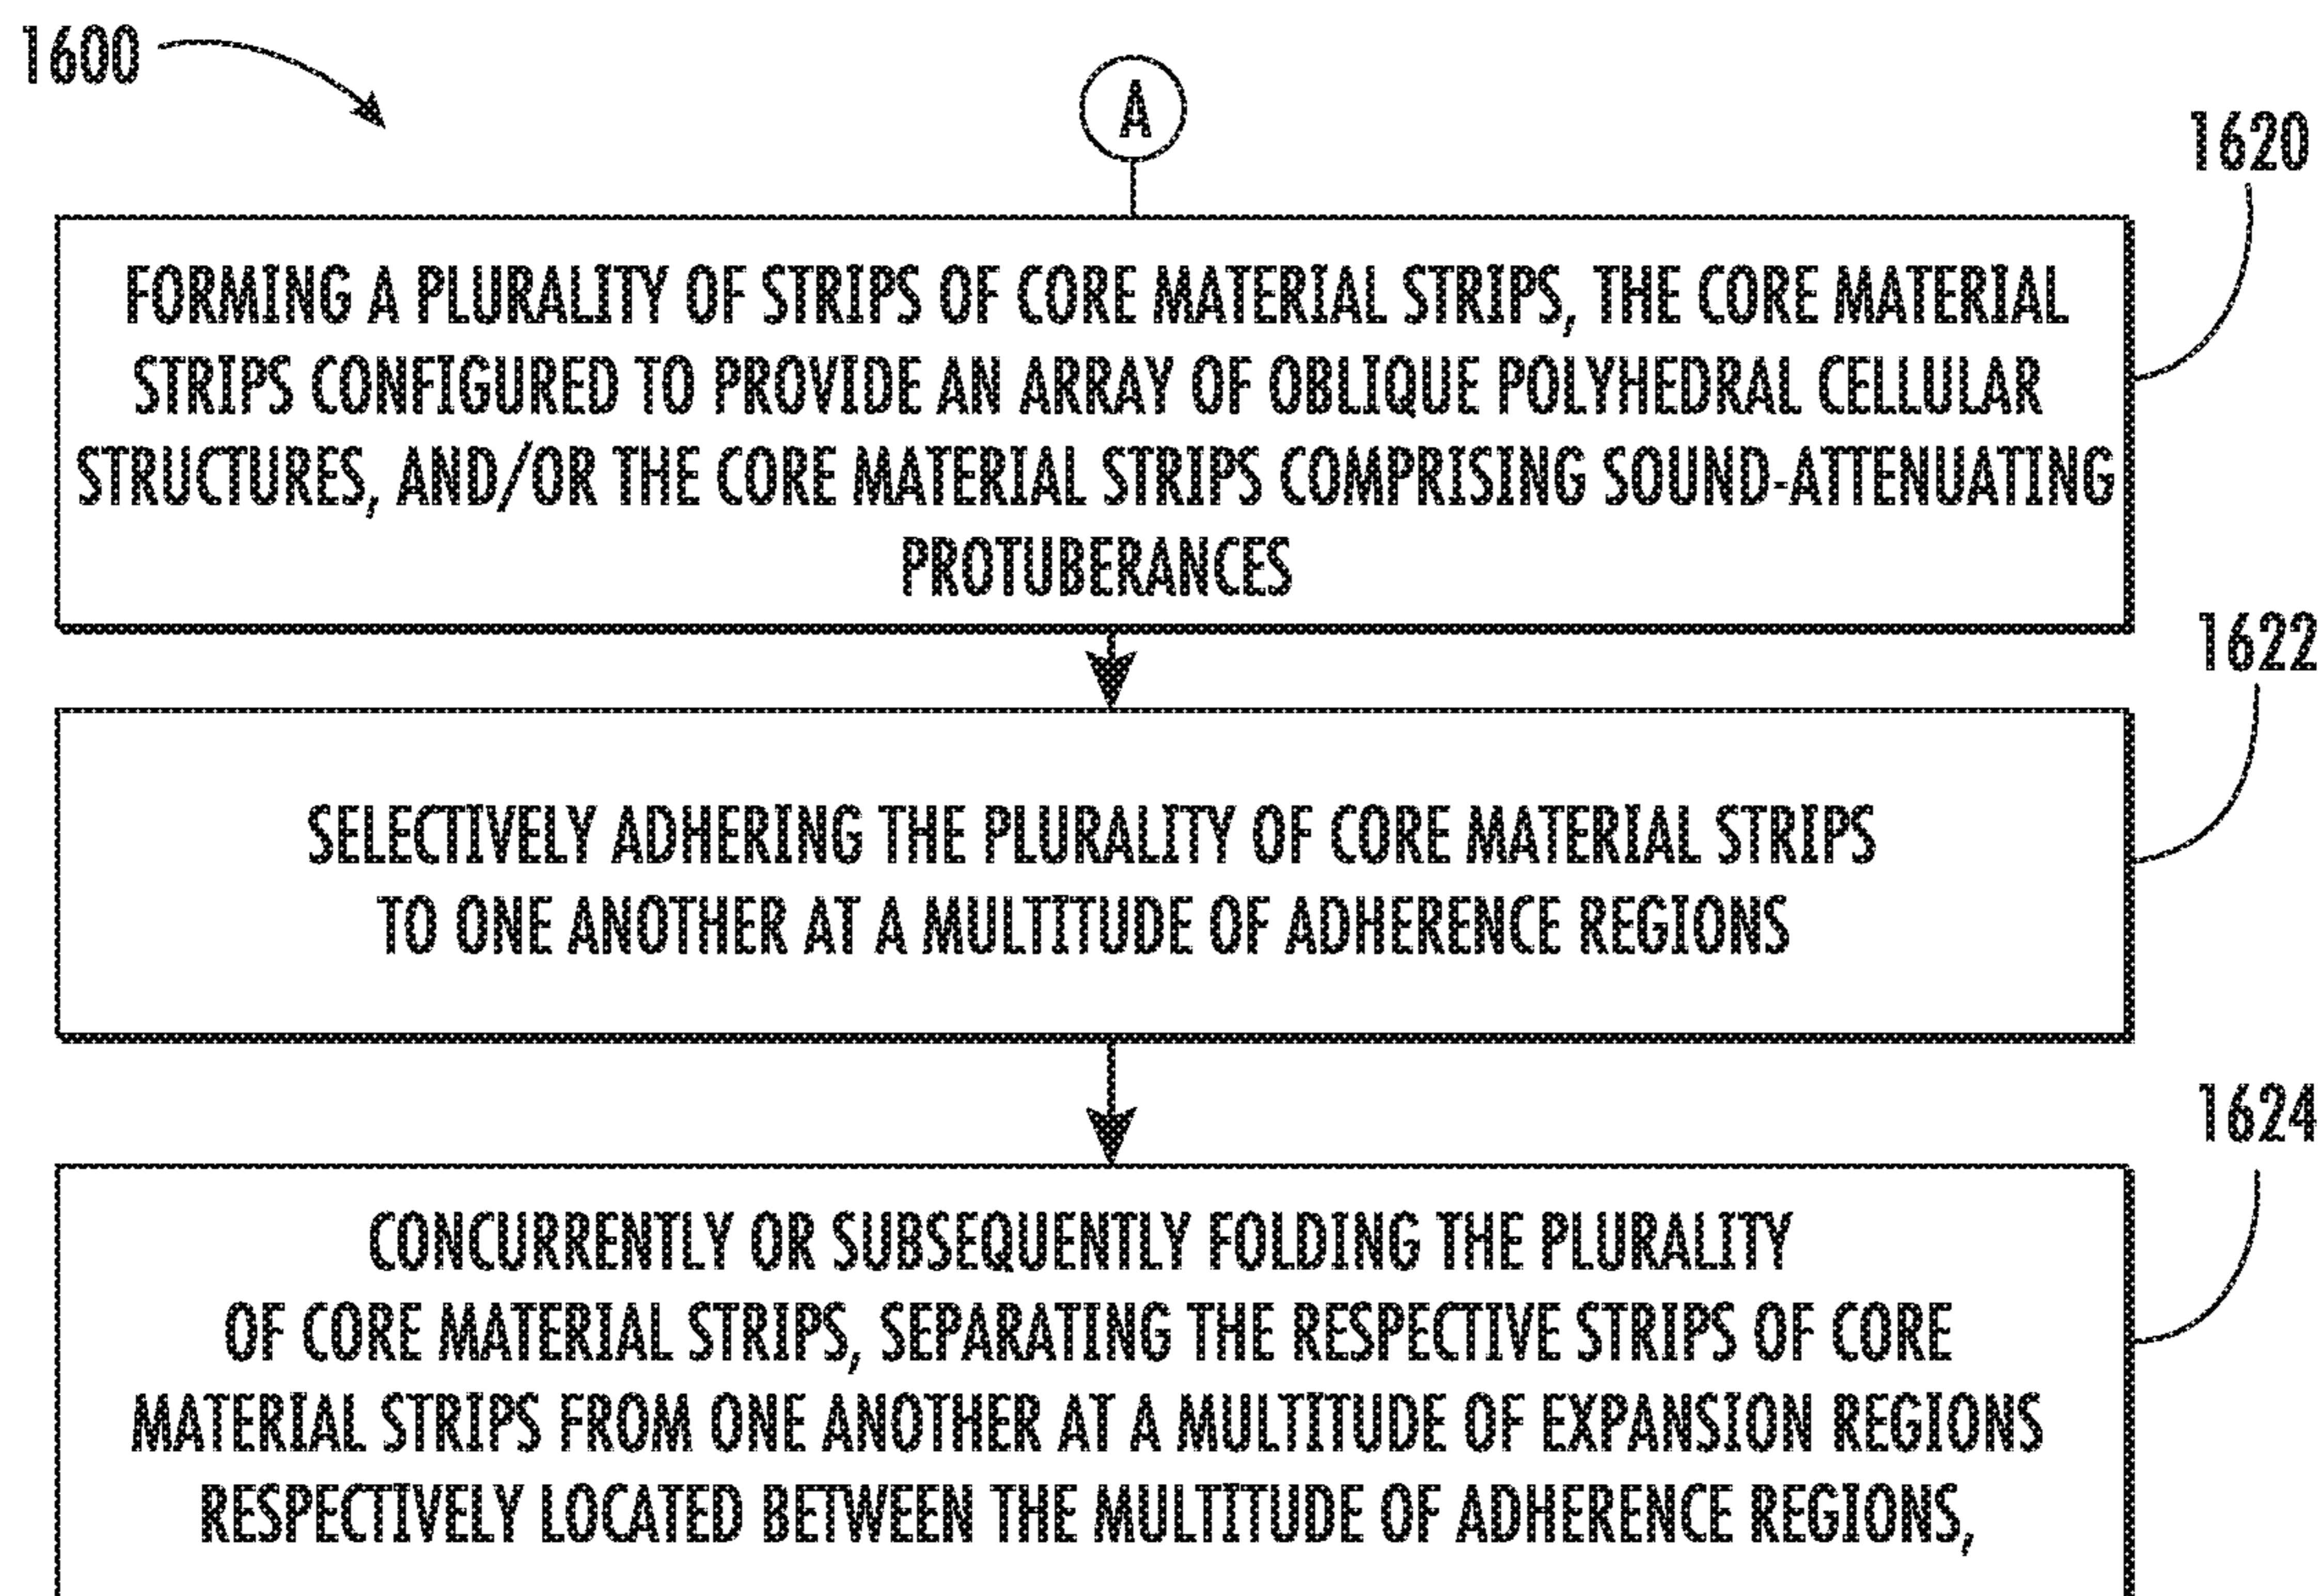 1600
A
1620
FORMING A PLURALITY OF STRIPS OF CORE MATERIAL STRIPS, THE CORE MATERIAL
STRIPS CONFIGURED TO PROVIDE AN ARRAY OF OBLIQUE POLYHEDRAL CELLULAR
STRUCTURES, AND/OR THE CORE MATERIAL STRIPS COMPRISING SOUND-ATTENUATING
PROTUBERANCES
1622
SELECTIVELY ADHERING THE PLURALITY OF CORE MATERIAL STRIPS
TO ONE ANOTHER AT A MULTITUDE OF ADHERENCE REGIONS
1624
CONCURRENTLY OR SUBSEQUENTLY FOLDING THE PLURALITY
OF CORE MATERIAL STRIPS, SEPARATING THE RESPECTIVE STRIPS OF CORE
MATERIAL STRIPS FROM ONE ANOTHER AT A MULTITUDE OF EXPANSION REGIONS
RESPECTIVELY LOCATED BETWEEN THE MULTITUDE OF ADHERENCE REGIONS,